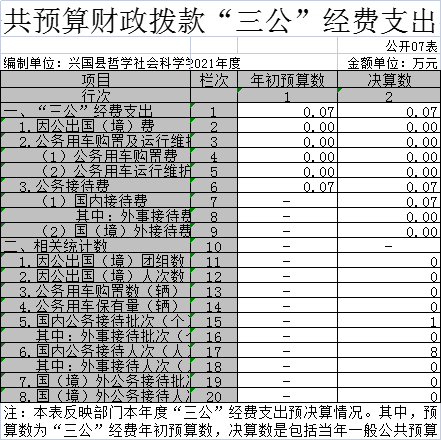 共预算财政拨款“三公”经费支出
公开07表
编制单位：兴国县哲学社会科学 2021年度 金额单位：万元
项目 栏次 年初预算数 决算数
行次 1 2
一、“三公”经费支出 1 0.07 0.07
1.因公出国（境）费 2 0.00 0.00
2.公务用车购置及运行维护 3 0.00 0.00
（1）公务用车购置费 4 0.00 0.00
（2）公务用车运行维护 5 0.00 0.00
3.公务接待费 6 0.07 0.07
（1）国内接待费 7 - 0.07
其中：外事接待费 8 - 0.00
（2）国（境）外接待费 9 - 0.00
二、相关统计数 10 - -
1.因公出国（境）团组数 11 - 0
2.因公出国（境）人次数 12 - 0
3.公务用车购置数（辆） 13 - 0
4.公务用车保有量（辆） 14 - 0
5.国内公务接待批次（个 15 - 1
其中：外事接待批次（ 16 - 0
6.国内公务接待人次（人 17 - 8
其中：外事接待人次（ 18 - 0
7.国（境）外公务接待批 19 - 0
8.国（境）外公务接待人 20 - 0
注：本表反映部门本年度“三公”经费支出预决算情况。其中，预
算数为“三公”经费年初预算数，决算数是包括当年一般公共预算